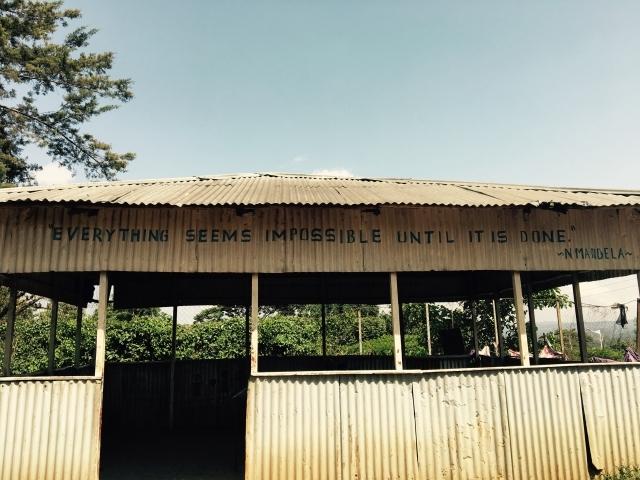 "EVERYTHING SEEMS IMPOSSIBLE UNTIL IT IS DONE."
~N MANDELA~